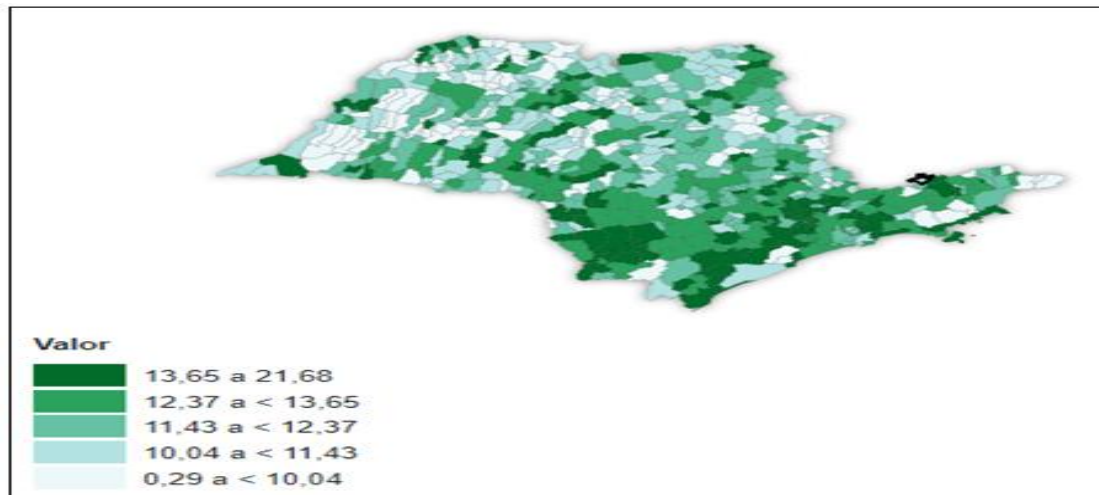 Valor
13,65 a 21,68
12,37 a < 13,65
11,43 a < 12,37
10,04 a < 11,43
0,29 a < 10,04